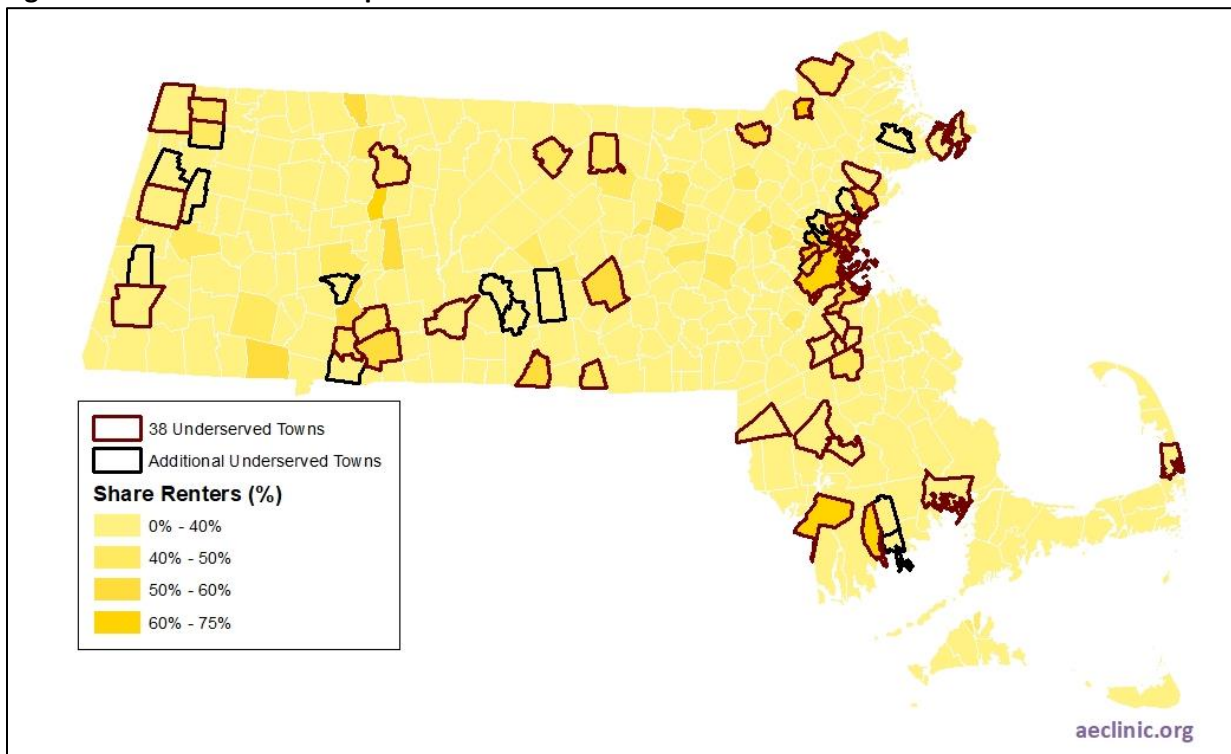 38 Underserved Towns
Additional Underserved Towns
Share Renters (%)
0% - 40%
40% - 50%
50% - 60%
60% - 75%
aeclinic.org